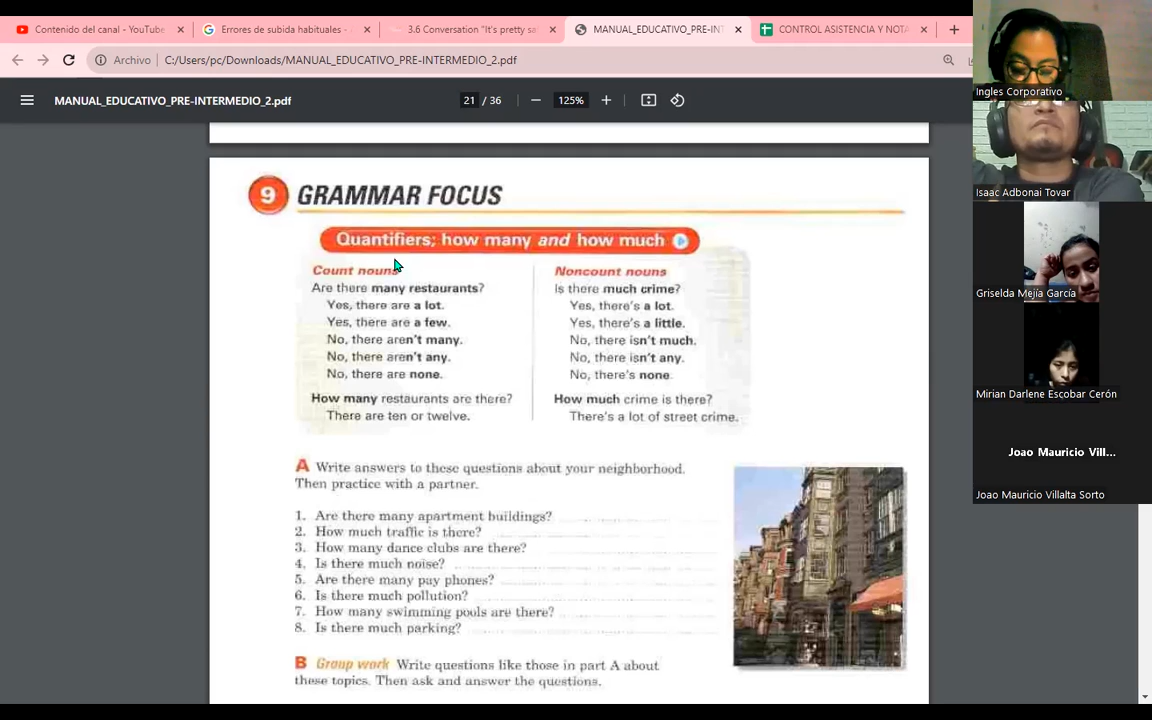 Contenido del canal - YouTube
Errores de subida habituales -
3.6 Conversation "It's pretty sa
MANUAL_EDUCATIVO_PRE-INT
CONTROL ASISTENCIA Y NOTA
Archivo
C:/Users/pc/Downloads/MANUAL_EDUCATIVO_PRE-INTERMEDIO_2.pdf
MANUAL_EDUCATIVO_PRE-INTERMEDIO_2.pdf
21 / 36
125%
9 GRAMMAR FOCUS
Quantifiers; how many and how much
Count nouns
Are there many restaurants?
Yes, there are a lot.
Yes, there are a few.
No, there aren't many.
No, there aren't any.
No, there are none.
How many restaurants are there?
There are ten or twelve.
Noncount nouns
Is there much crime?
Yes, there's a lot.
Yes, there's a little.
No, there isn't much.
No, there isn't any.
No, there's none.
How much crime is there?
There's a lot of street crime.
A Write answers to these questions about your neighborhood.
Then practice with a partner.
1. Are there many apartment buildings?
2. How much traffic is there?
3. How many dance clubs are there?
4. Is there much noise?
5. Are there many pay phones?
6. Is there much pollution?
7. How many swimming pools are there?
8. Is there much parking?
B Group work Write questions like those in part A about
these topics. Then ask and answer the questions.
Ingles Corporativo
Isaac Adbonai Tovar
Griselda Mejía García
Mirian Darlene Escobar Cerón
Joao Mauricio Vill...
Joao Mauricio Villalta Sorto